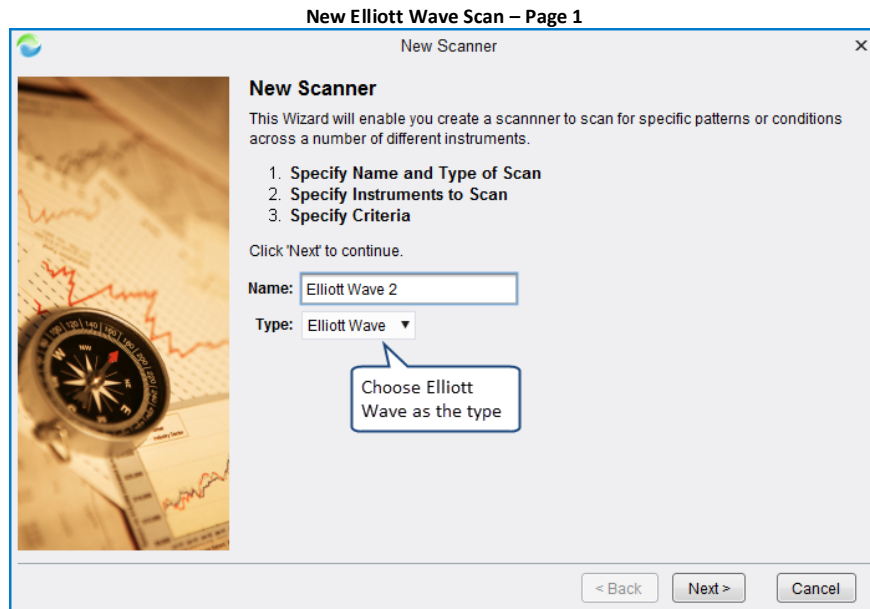 New Elliott Wave Scan – Page 1
New Scanner
New Scanner
This Wizard will enable you create a scannner to scan for specific patterns or conditions
across a number of different instruments.
1. Specify Name and Type of Scan
2. Specify Instruments to Scan
3. Specify Criteria
Click 'Next' to continue.
Name: Elliott Wave 2
Type: Elliott Wave
Choose Elliott
Wave as the type
< Back Next > Cancel